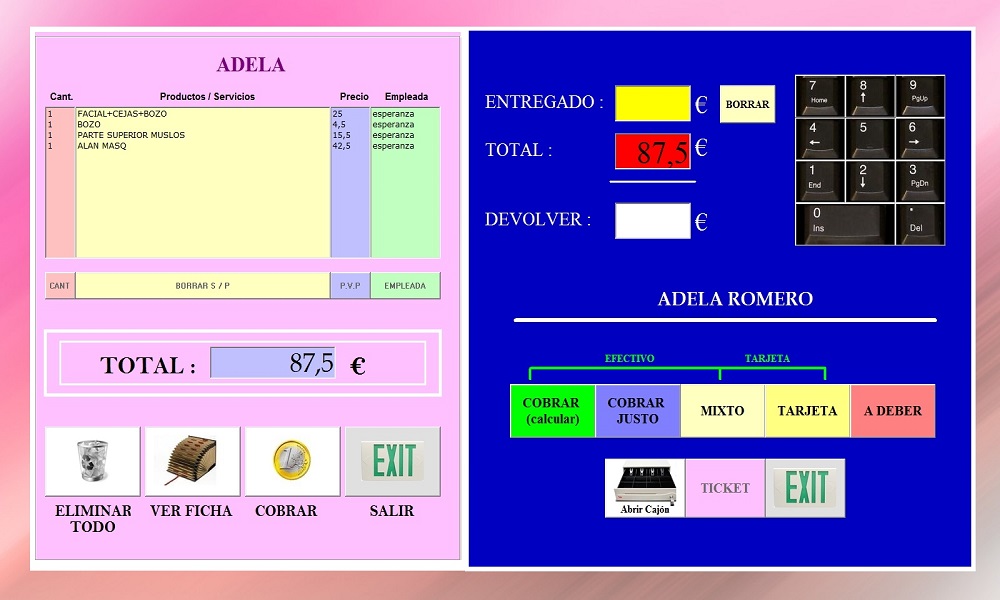 ADELA
Cant. Productos / Servicios Precio Empleada
1 FACIAL+CEJAS+BOZO 25 esperanza
1 BOZO 4,5 esperanza
1 PARTE SUPERIOR MUSLOS 15,5 esperanza
1 ALAN MASQ 42,5 esperanza
CANT BORRAR S / P P.V.P EMPLEADA
TOTAL : 87,5 €
EXIT
ELIMINAR TODO
VER FICHA
COBRAR
SALIR
ENTREGADO : € BORRAR
TOTAL : 87,5 €
DEVOLVER : €
7 Home 8 ↑ 9 PgUp
4 ← 5 6 →
1 End 2 ↓ 3 PgDn
0 Ins . Del
ADELA ROMERO
EFECTIVO TARJETA
COBRAR (calcular)
COBRAR JUSTO
MIXTO
TARJETA
A DEBER
Abrir Cajón
TICKET
EXIT